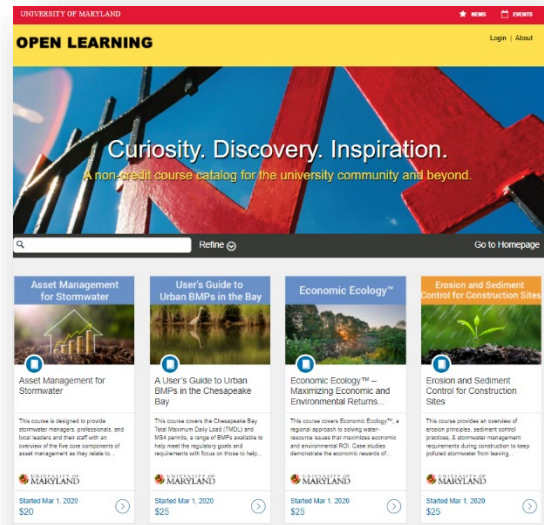 UNIVERSITY OF MARYLAND
NEWS
EVENTS
OPEN LEARNING
Login | About
Curiosity. Discovery. Inspiration.
A non-credit course catalog for the university community and beyond.
Refine
Go to Homepage
Asset Management
for Stormwater
Asset Management for
Stormwater
This course is designed to provide
stormwater managers, professionals, and
local leaders and their staff with an
overview of the five core components of
asset management as they relate to...
UNIVERSITY OF
MARYLAND
Started Mar 1, 2020
$20
User's Guide to
Urban BMPs in the Bay
A User's Guide to Urban
BMPs in the Chesapeake
Bay
This course covers the Chesapeake Bay
Total Maximum Daily Load (TMDL) and
MS4 permits, a range of BMPs available to
help meet the regulatory goals and
requirements with focus on those to help...
UNIVERSITY OF
MARYLAND
Started Mar 1, 2020
$25
Economic Ecology™
Economic Ecology™ –
Maximizing Economic and
Environmental Returns...
This course covers Economic Ecology™, a
regional approach to solving water-
resource issues that maximizes economic
and environmental ROI. Case studies
demonstrate the economic rewards of...
UNIVERSITY OF
MARYLAND
Started Mar 1, 2020
$25
Erosion and Sediment
Control for Construction Sites
Erosion and Sediment
Control for Construction
Sites
This course provides an overview of
erosion principles, sediment control
practices, & stormwater management
requirements during construction to keep
polluted stormwater from leaving...
UNIVERSITY OF
MARYLAND
Started Mar 1, 2020
$25